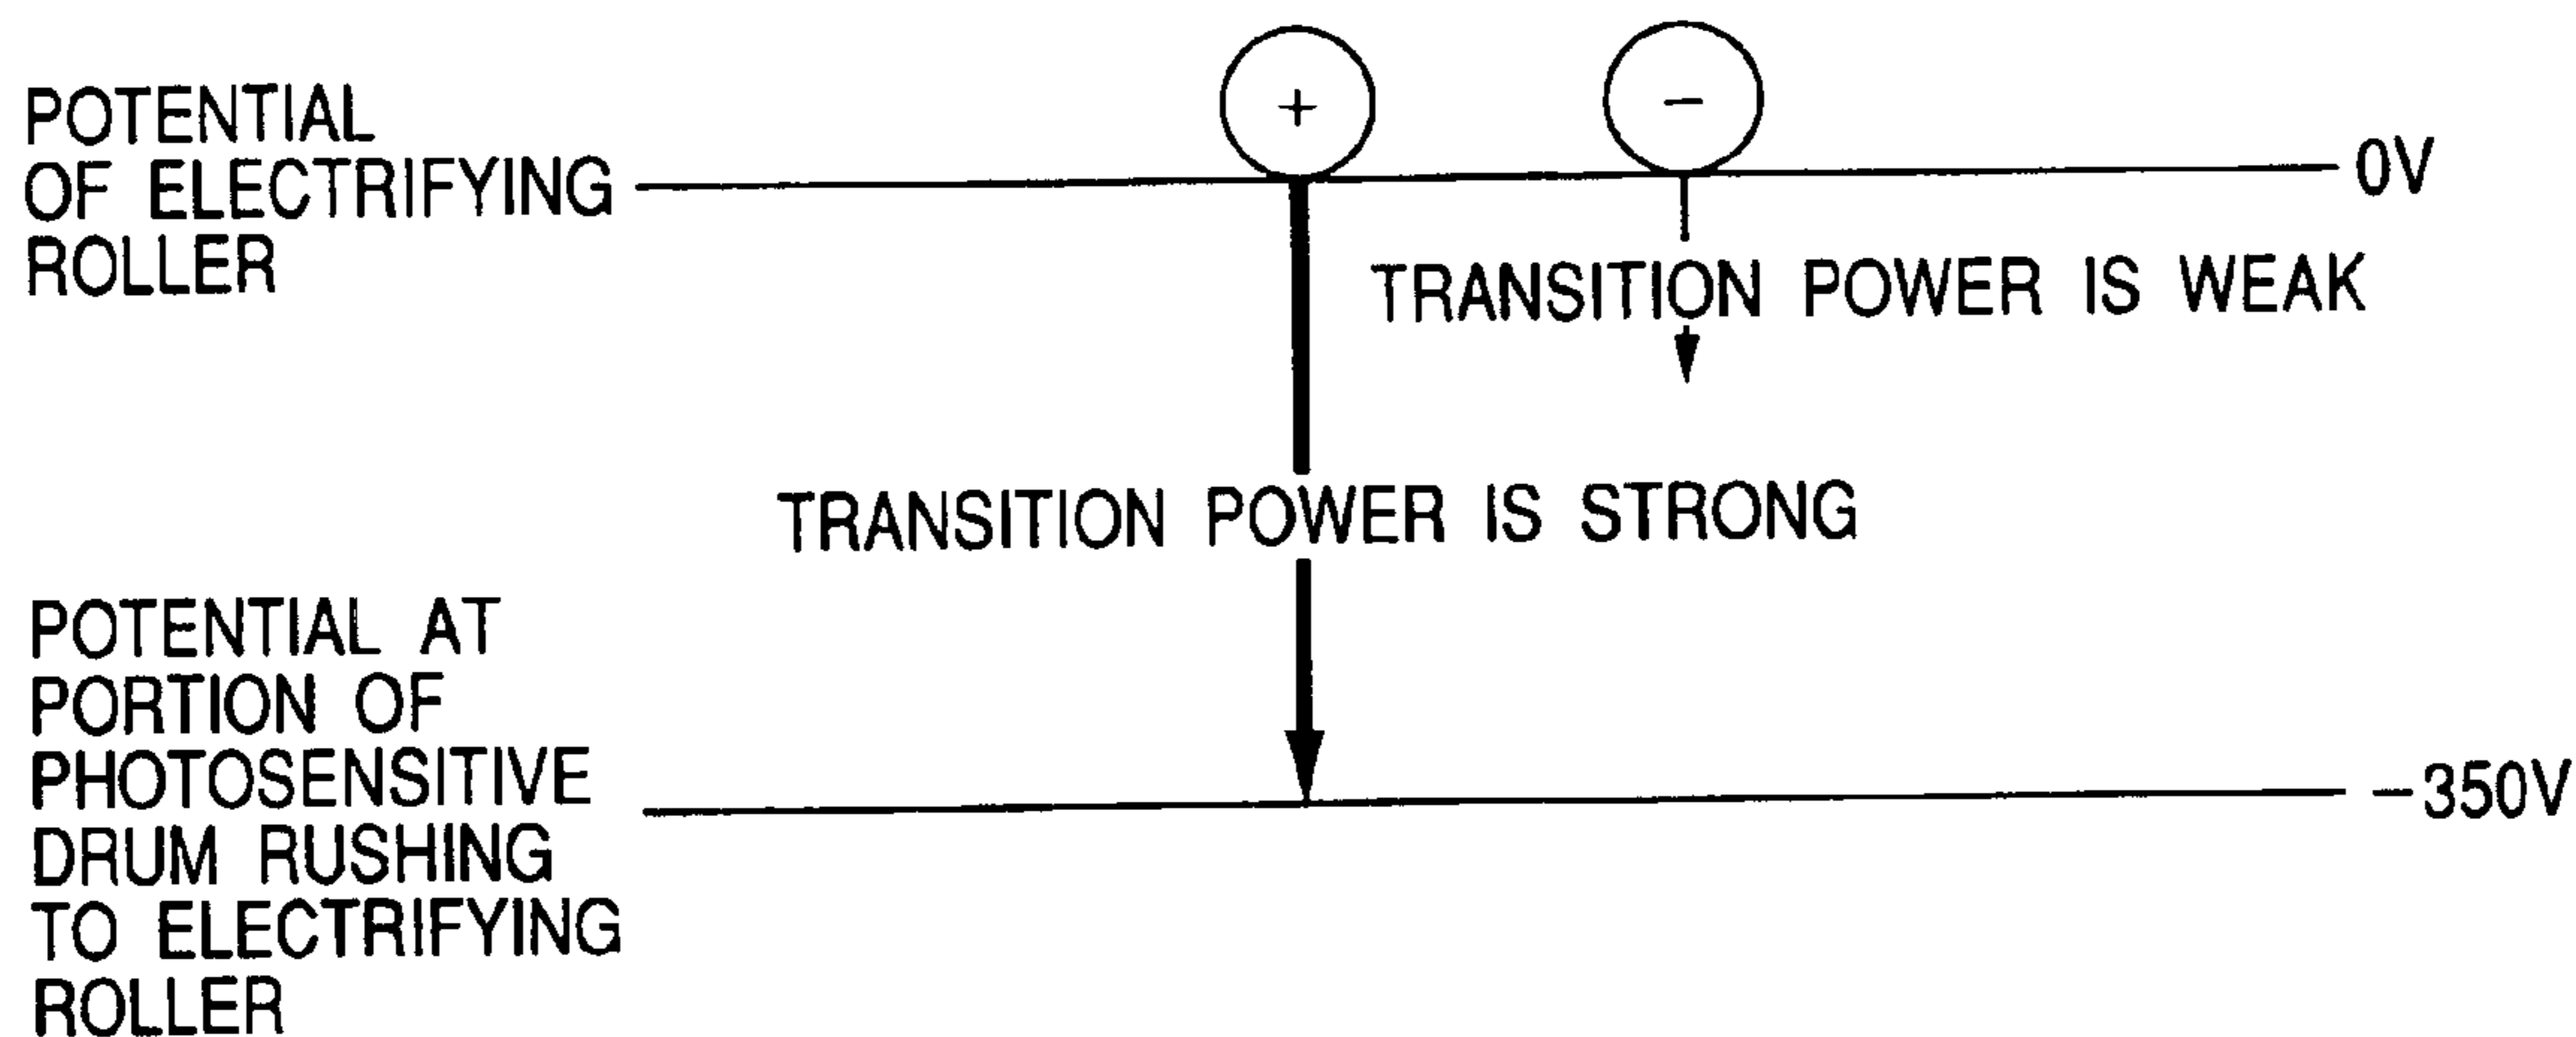 POTENTIAL
OF ELECTRIFYING
ROLLER
+
−
0V
TRANSITION POWER IS WEAK
TRANSITION POWER IS STRONG
POTENTIAL AT
PORTION OF
PHOTOSENSITIVE
DRUM RUSHING
TO ELECTRIFYING
ROLLER
−350V